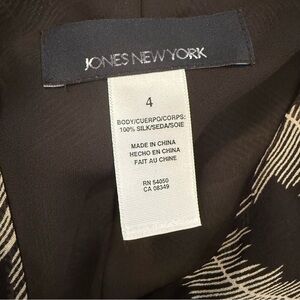 JONES NEW YORK
4
BODY/CUERPO/CORPS:
100% SILK/SEDA/SOIE
MADE IN CHINA
HECHO EN CHINA
FAIT AU CHINE
RN 54050
CA 08349